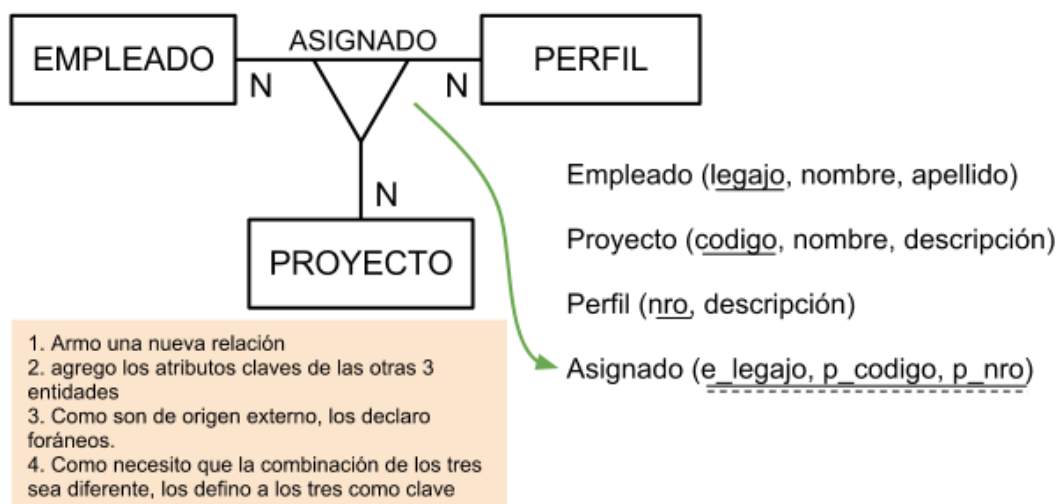 ASIGNADO
EMPLEADO
PERFIL
N
N
N
PROYECTO
Empleado (legajo, nombre, apellido)
Proyecto (codigo, nombre, descripción)
Perfil (nro, descripción)
Asignado (e_legajo, p_codigo, p_nro)
1. Armo una nueva relación
2. agrego los atributos claves de las otras 3
entidades
3. Como son de origen externo, los declaro
foráneos.
4. Como necesito que la combinación de los tres
sea diferente, los defino a los tres como clave